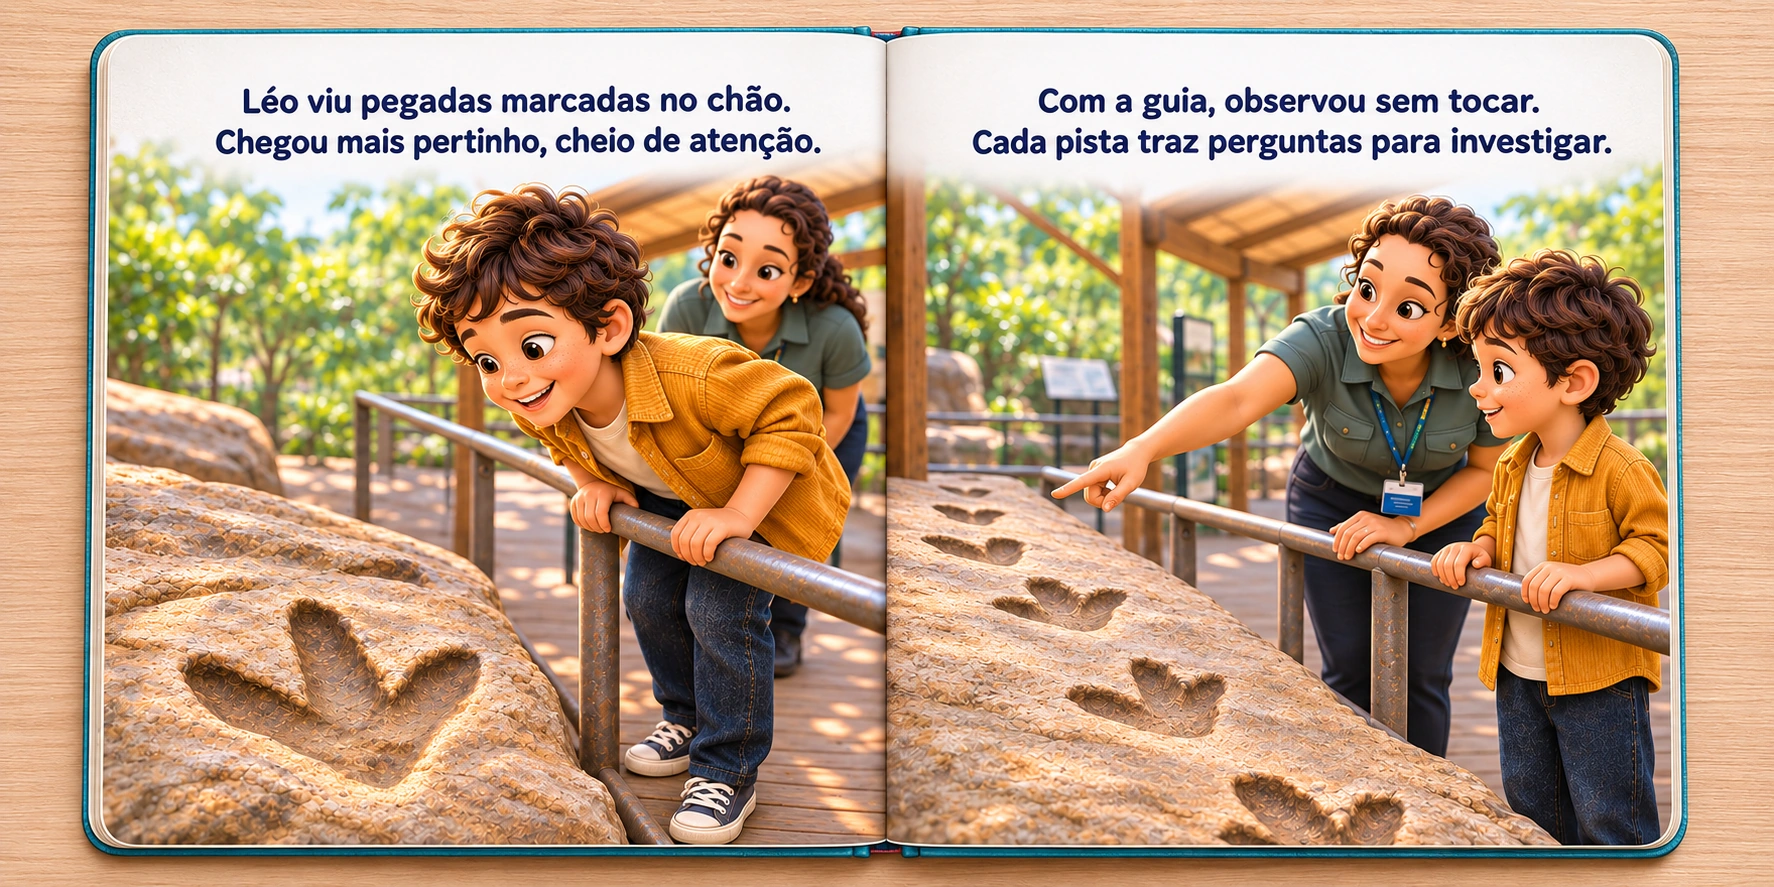 Léo viu pegadas marcadas no chão.
Chegou mais pertinho, cheio de atenção.
Com a guia, observou sem tocar.
Cada pista traz perguntas para investigar.